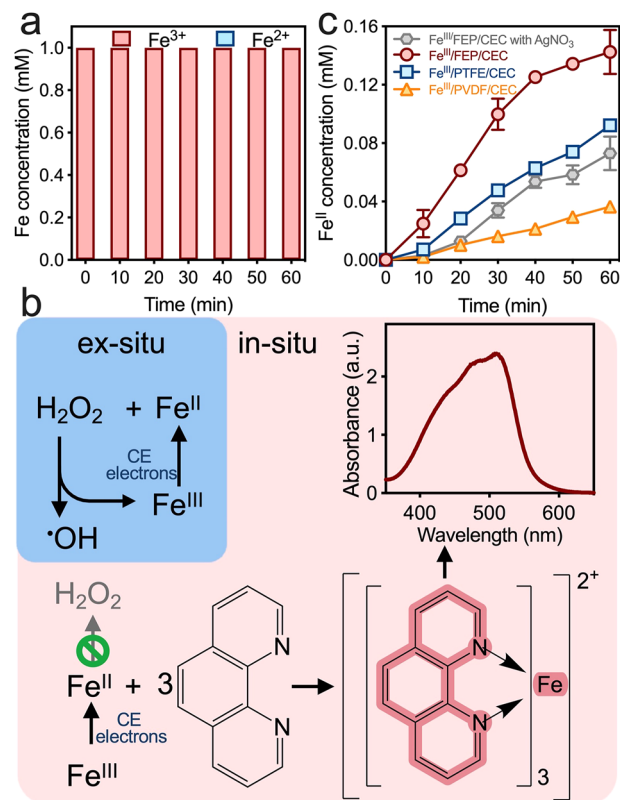 a
Fe concentration (mM)
1.0
0.8
0.6
0.4
0.2
0.0
Fe3+
Fe2+
0 10 20 30 40 50 60
Time (min)
c
FeII concentration (mM)
0.16
0.12
0.08
0.04
0.00
FeIII/FEP/CEC with AgNO3
FeIII/FEP/CEC
FeIII/PTFE/CEC
FeIII/PVDF/CEC
0 10 20 30 40 50 60
Time (min)
b
ex-situ
in-situ
H2O2 + FeII
CE
electrons
FeIII
•OH
Absorbance (a.u.)
2
1
0
400 500 600
Wavelength (nm)
H2O2
FeII + 3
N
N
CE
electrons
FeIII
N
N
Fe
3
2+